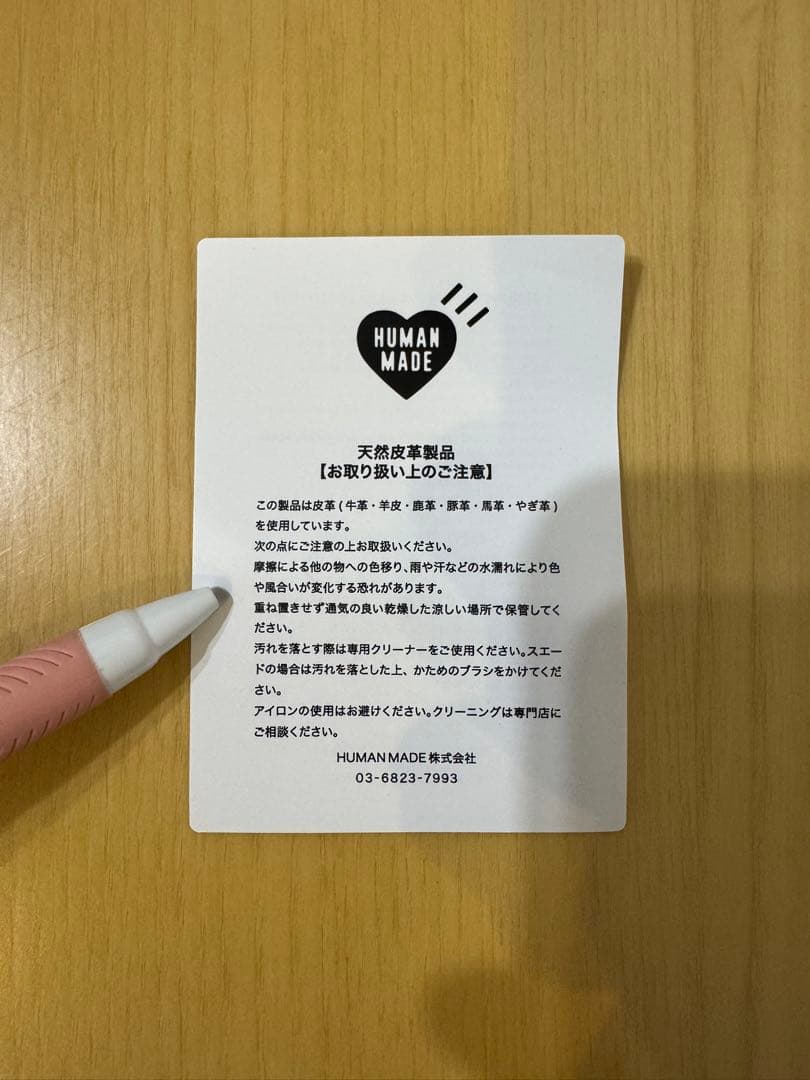 HUMAN
MADE
天然皮革製品
【お取り扱い上のご注意】
この製品は皮革(牛革・羊皮・鹿革・豚革・馬革・やぎ革)
を使用しています。
次の点にご注意の上お取扱いください。
摩擦による他の物への色移り、雨や汗などの水濡れにより色
や風合いが変化する恐れがあります。
重ね置きせず通気の良い乾燥した涼しい場所で保管してく
ださい。
汚れを落とす際は専用クリーナーをご使用ください。スエー
ドの場合は汚れを落とした上、かためのブラシをかけてくだ
さい。
アイロンの使用はお避けください。クリーニングは専門店に
ご相談ください。
HUMAN MADE 株式会社
03-6823-7993